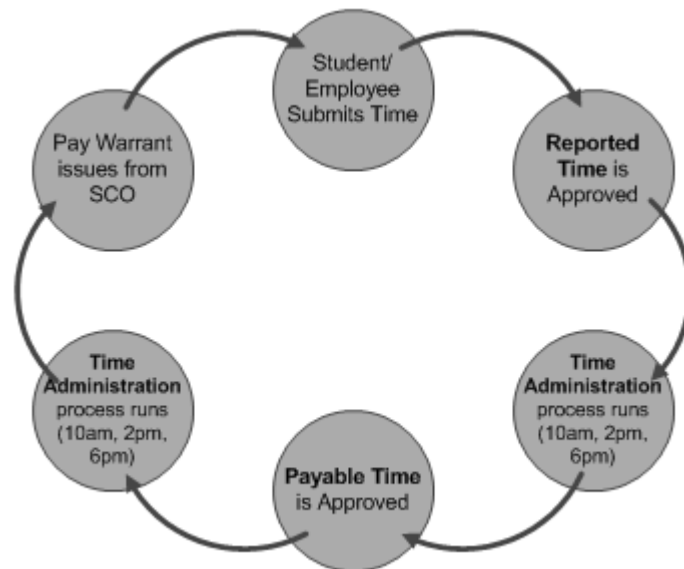 Student/
Employee
Submits Time
Reported
Time is
Approved
Time
Administration
process runs
(10am, 2pm,
6pm)
Payable Time
is Approved
Time
Administration
process runs
(10am, 2pm,
6pm)
Pay Warrant
issues from
SCO